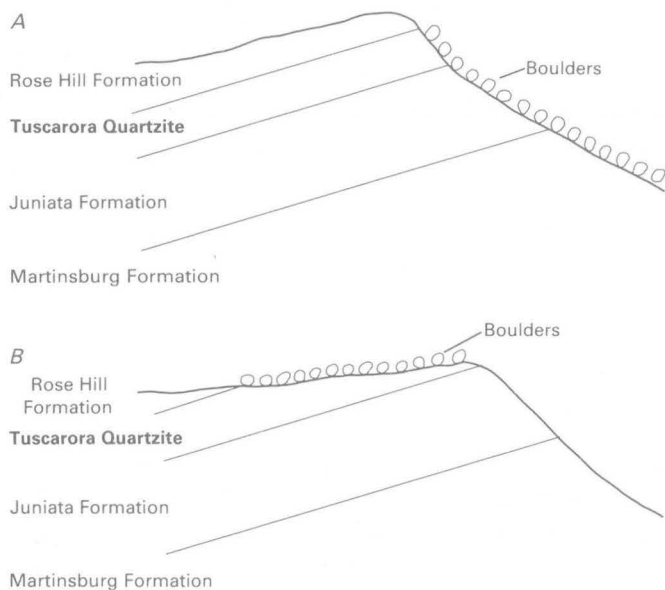 A
Boulders
Rose Hill Formation
Tuscarora Quartzite
Juniata Formation
Martinsburg Formation
B
Boulders
Rose Hill
Formation
Tuscarora Quartzite
Juniata Formation
Martinsburg Formation